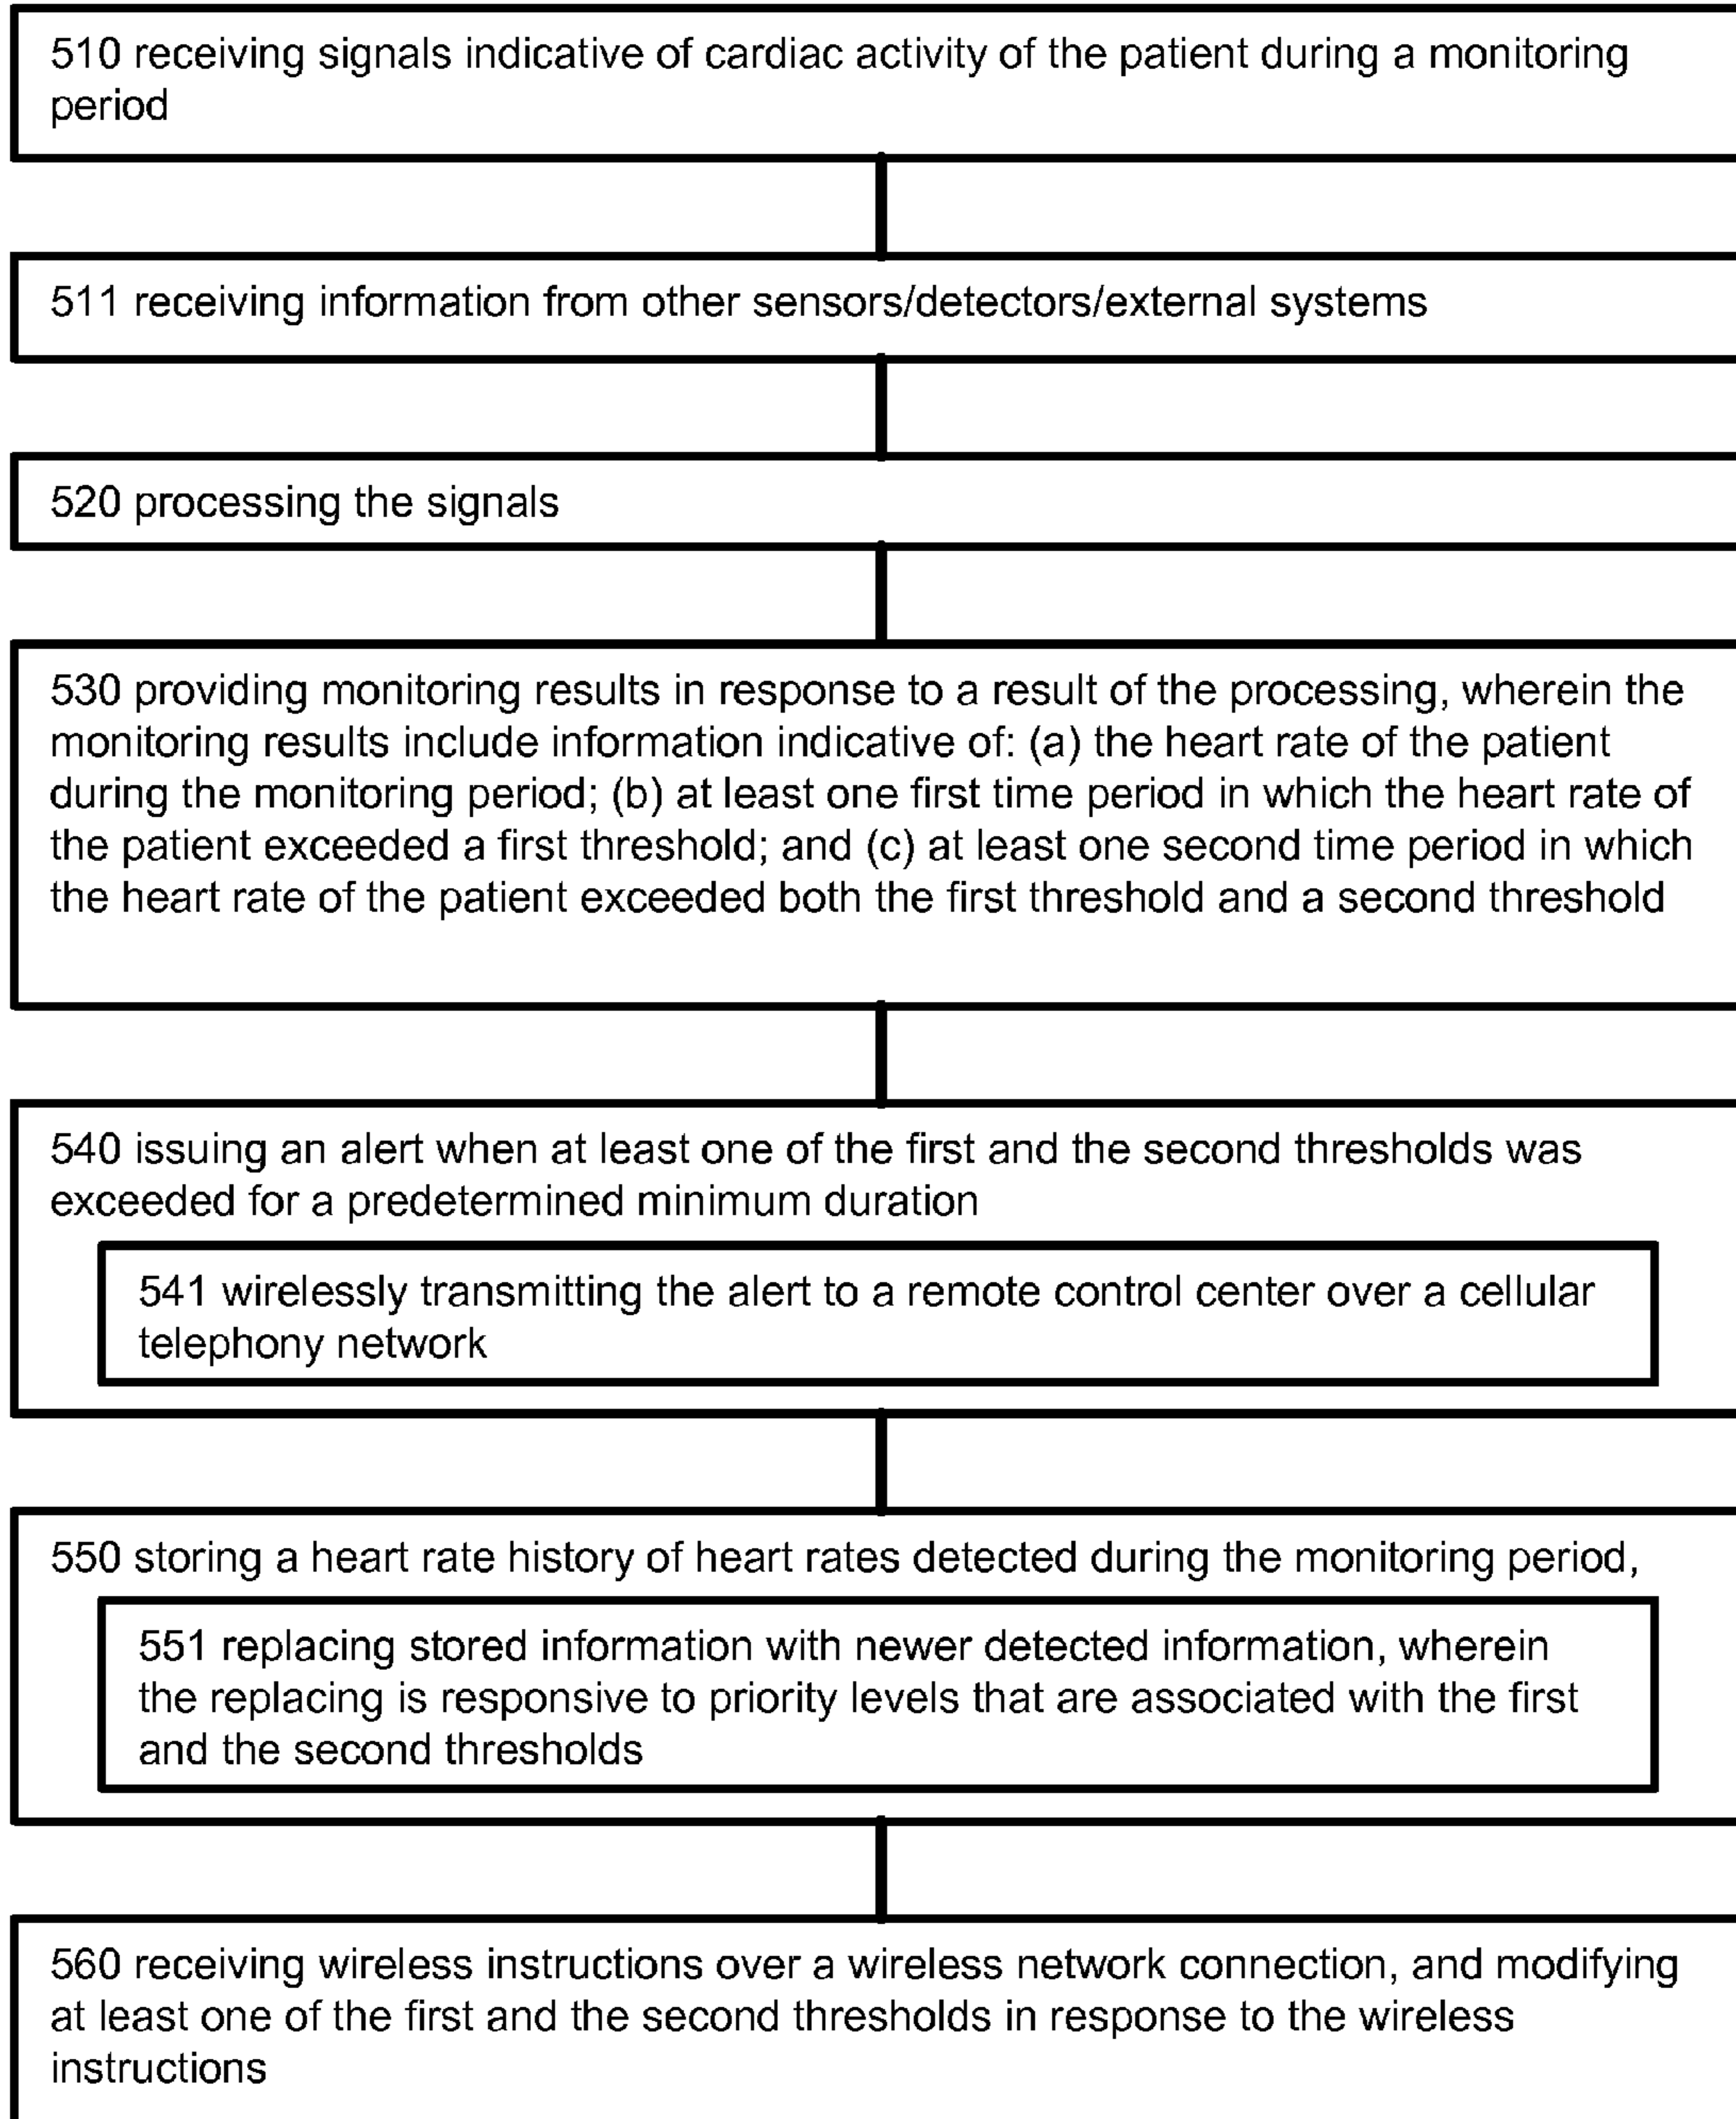 510 receiving signals indicative of cardiac activity of the patient during a monitoring
period
511 receiving information from other sensors/detectors/external systems
520 processing the signals
530 providing monitoring results in response to a result of the processing, wherein the
monitoring results include information indicative of: (a) the heart rate of the patient
during the monitoring period; (b) at least one first time period in which the heart rate of
the patient exceeded a first threshold; and (c) at least one second time period in which
the heart rate of the patient exceeded both the first threshold and a second threshold
540 issuing an alert when at least one of the first and the second thresholds was
exceeded for a predetermined minimum duration
541 wirelessly transmitting the alert to a remote control center over a cellular
telephony network
550 storing a heart rate history of heart rates detected during the monitoring period,
551 replacing stored information with newer detected information, wherein
the replacing is responsive to priority levels that are associated with the first
and the second thresholds
560 receiving wireless instructions over a wireless network connection, and modifying
at least one of the first and the second thresholds in response to the wireless
instructions